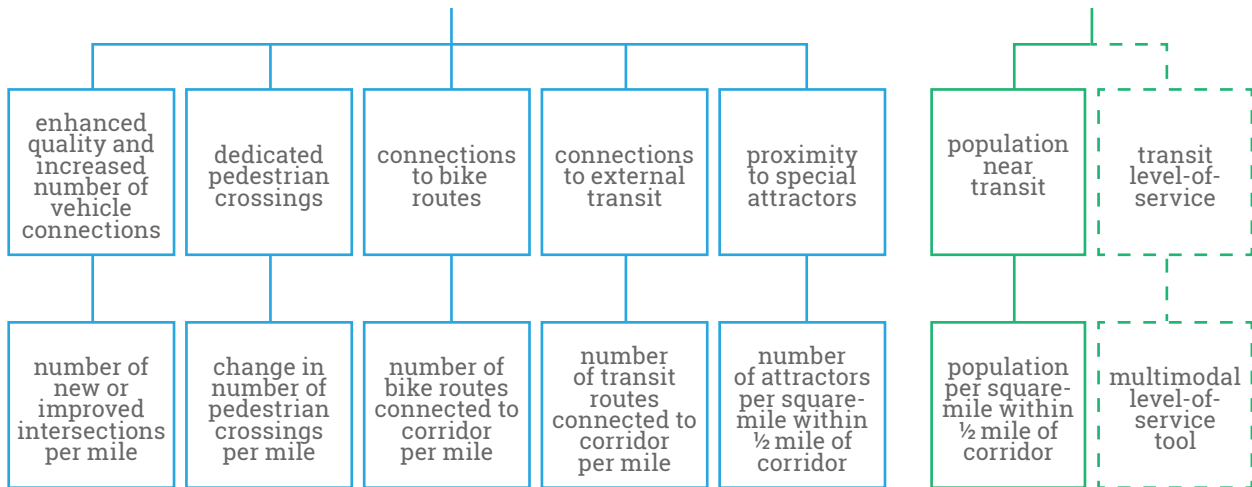 enhanced
quality and
increased
number of
vehicle
connections
dedicated
pedestrian
crossings
connections
to bike
routes
connections
to external
transit
proximity
to special
attractors
population
near
transit
transit
level-of-
service
number of
new or
improved
intersections
per mile
change in
number of
pedestrian
crossings
per mile
number of
bike routes
connected to
corridor
per mile
number
of transit
routes
connected to
corridor
per mile
number
of attractors
per square-
mile within
½ mile of
corridor
population
per square-
mile within
½ mile of
corridor
multimodal
level-of-
service
tool